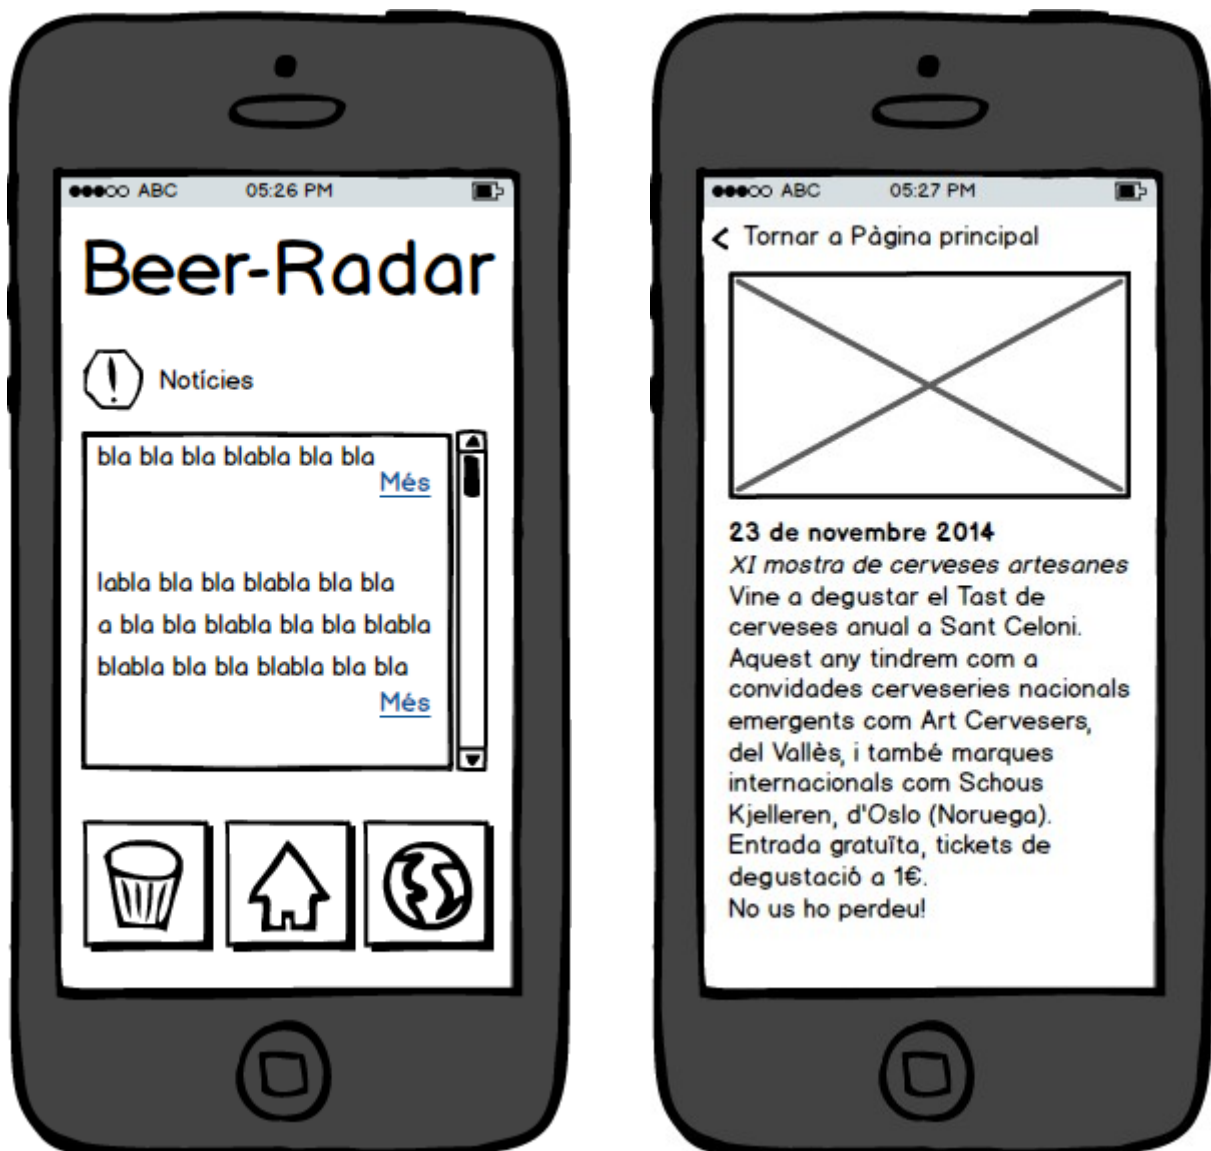 ABC 05:26 PM
Beer-Radar
Notícies
bla bla bla blabla bla bla
Més
labla bla bla blabla bla bla
a bla bla blabla bla bla blabla
blabla bla bla blabla bla bla
Més
ABC 05:27 PM
Tornar a Pàgina principal
23 de novembre 2014
XI mostra de cerveses artesanes
Vine a degustar el Tast de
cerveses anual a Sant Celoni.
Aquest any tindrem com a
convidades cerveseries nacionals
emergents com Art Cervesers,
del Vallès, i també marques
internacionals com Schous
Kjelleren, d'Oslo (Noruega).
Entrada gratuïta, tickets de
degustació a 1€.
No us ho perdeu!